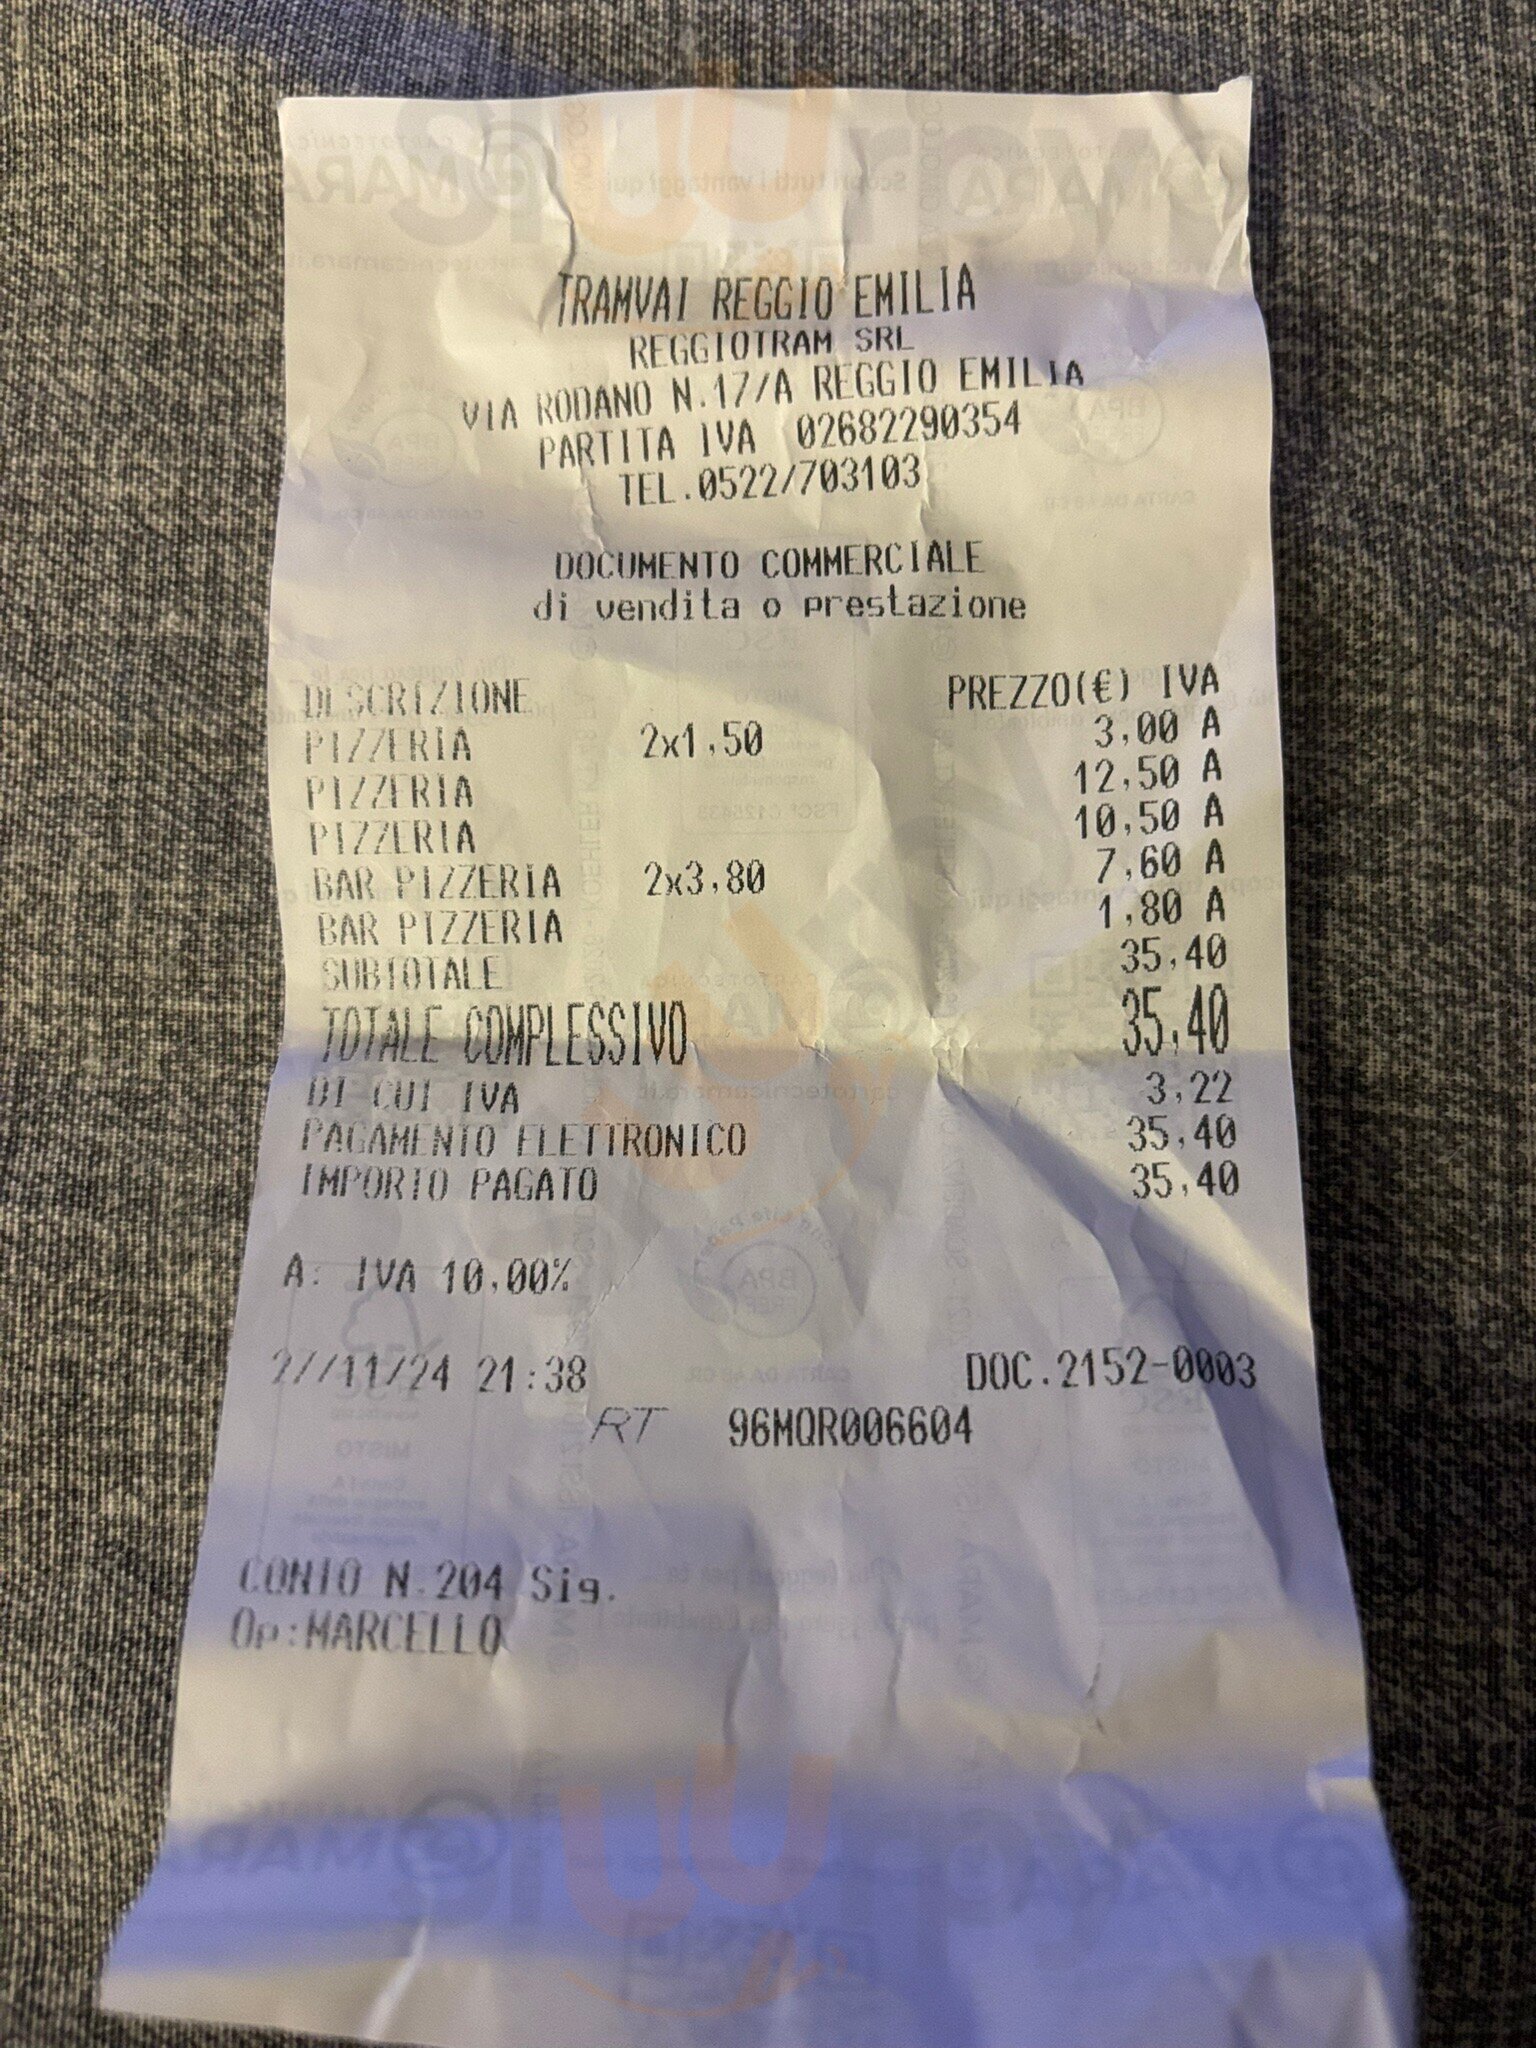 TRAMVAI REGGIO EMILIA
REGGIOTRAM SRL
VIA RODANO N.17/A REGGIO EMILIA
PARTITA IVA 02682290354
TEL.0522/703103
DOCUMENTO COMMERCIALE
di vendita o prestazione
DESCRIZIONE PREZZO(€) IVA
PIZZERIA 2x1,50 3,00 A
PIZZERIA 12,50 A
PIZZERIA 10,50 A
BAR PIZZERIA 2x3,80 7,60 A
BAR PIZZERIA 1,80 A
SUBTOTALE 35,40
TOTALE COMPLESSIVO 35,40
DI CUI IVA 3,22
PAGAMENTO ELETTRONICO 35,40
IMPORTO PAGATO 35,40
A: IVA 10,00%
27/11/24 21:38 DOC.2152-0003
RT 96MQR006604
CONTO N.204 Sig.
Op:MARCELLO